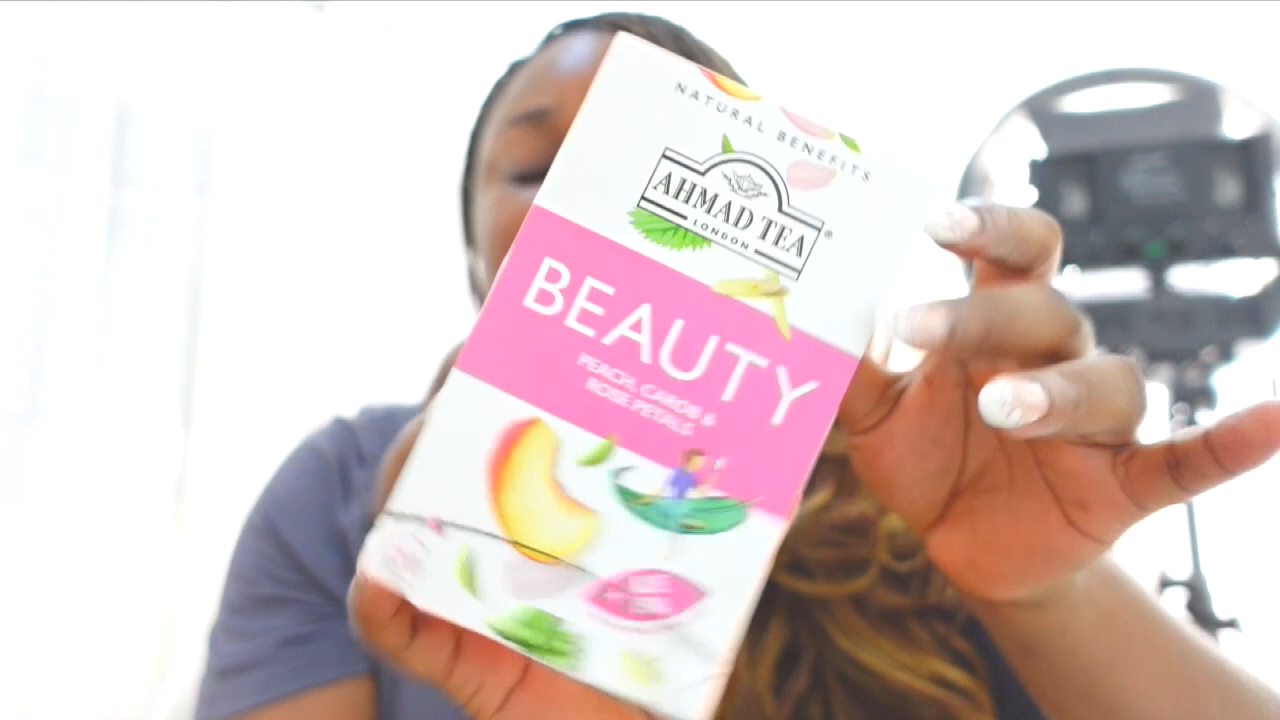 NATURAL BENEFITS
AHMAD TEA®
LONDON
BEAUTY
PEACH, CAROB &
ROSE PETALS